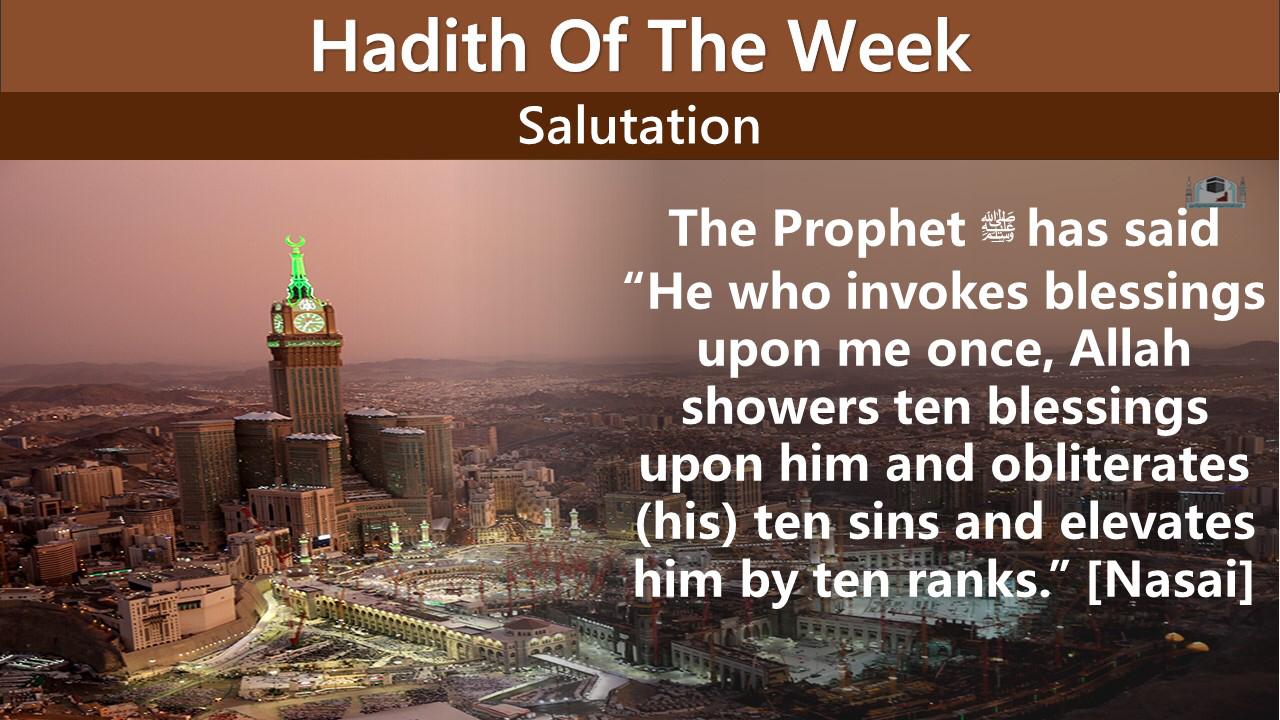 Hadith Of The Week
Salutation
The Prophet ﷺ has said
“He who invokes blessings
upon me once, Allah
showers ten blessings
upon him and obliterates
(his) ten sins and elevates
him by ten ranks.” [Nasai]